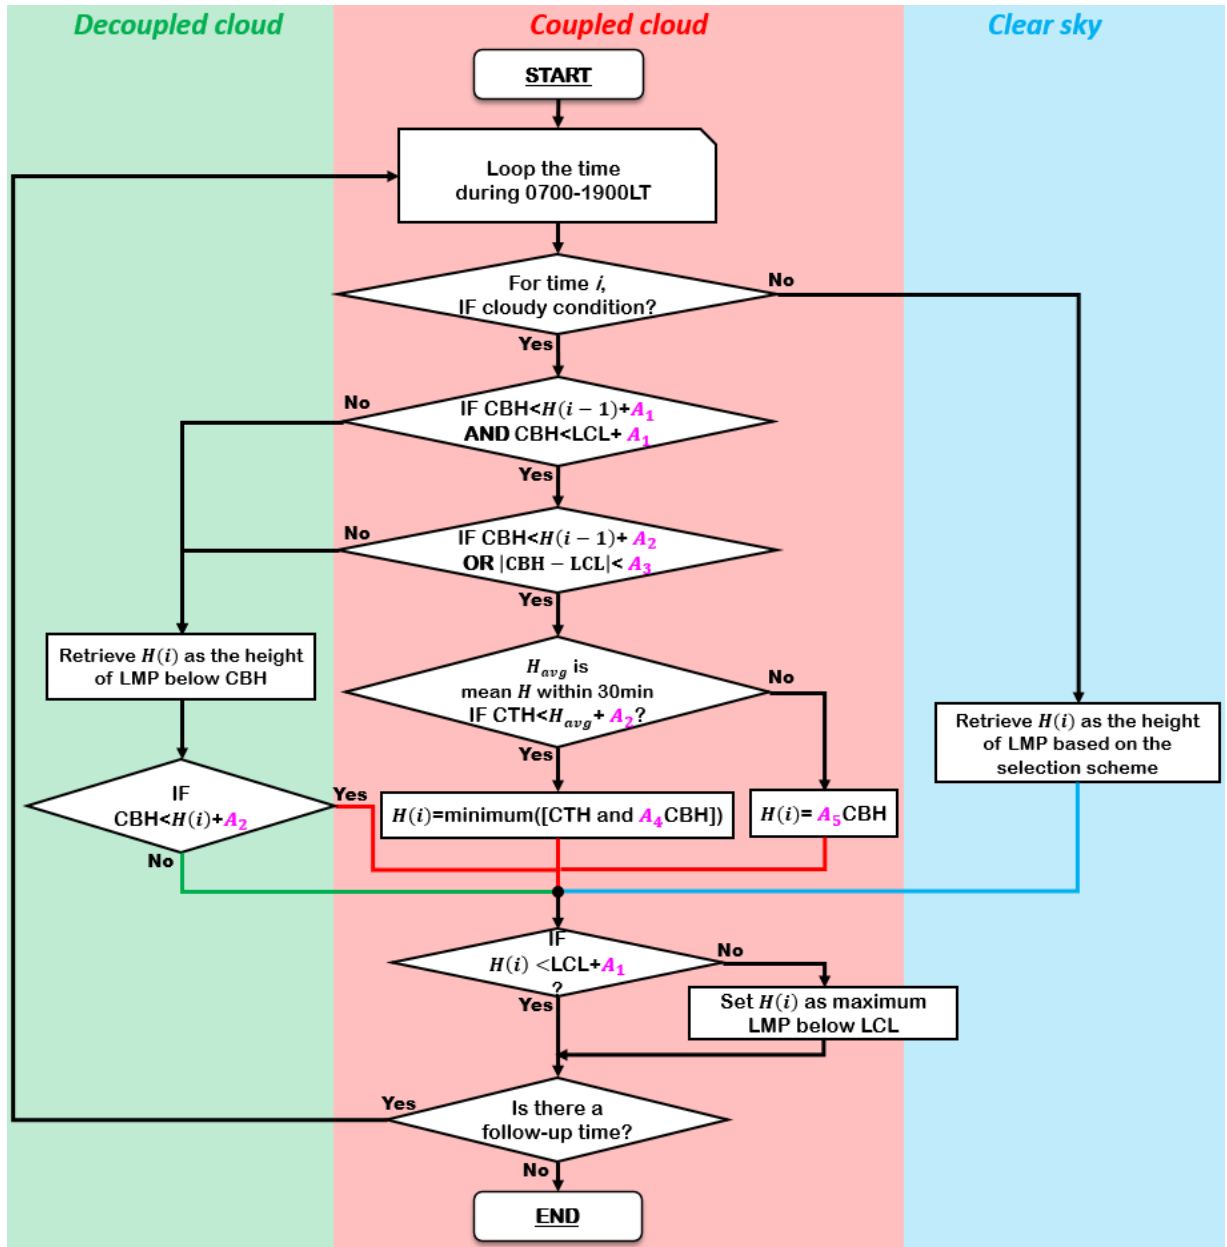 Decoupled cloud
Coupled cloud
Clear sky
START
Loop the time
during 0700-1900LT
For time i,
IF cloudy condition?
No
Yes
IF CBH<H(i − 1)+A₁
AND CBH<LCL+ A₁
No
Yes
IF CBH<H(i − 1)+ A₂
OR |CBH − LCL|< A₃
No
Yes
Retrieve H(i) as the height
of LMP below CBH
H_avg is
mean H within 30min
IF CTH<H_avg+ A₂?
No
Yes
Retrieve H(i) as the height
of LMP based on the
selection scheme
IF
CBH<H(i)+A₂
Yes
No
H(i)=minimum([CTH and A₄CBH])
H(i)= A₅CBH
IF
H(i) <LCL+A₁
?
No
Yes
Set H(i) as maximum
LMP below LCL
Is there a
follow-up time?
Yes
No
END